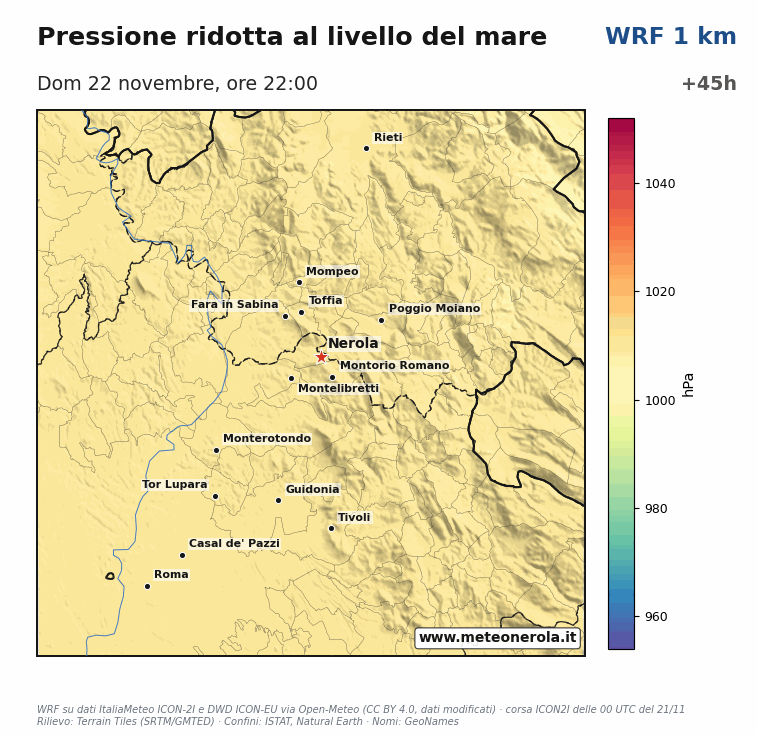 Pressione ridotta al livello del mare
WRF 1 km
Dom 22 novembre, ore 22:00
+45h
Rieti
Mompeo
Toffia
Fara in Sabina
Poggio Moiano
Nerola
Montorio Romano
Montelibretti
Monterotondo
Tor Lupara
Guidonia
Tivoli
Casal de' Pazzi
Roma
www.meteonerola.it
1040
1020
1000
980
960
hPa
WRF su dati ItaliaMeteo ICON-2I e DWD ICON-EU via Open-Meteo (CC BY 4.0, dati modificati) · corsa ICON2I delle 00 UTC del 21/11
Rilievo: Terrain Tiles (SRTM/GMTED) · Confini: ISTAT, Natural Earth · Nomi: GeoNames